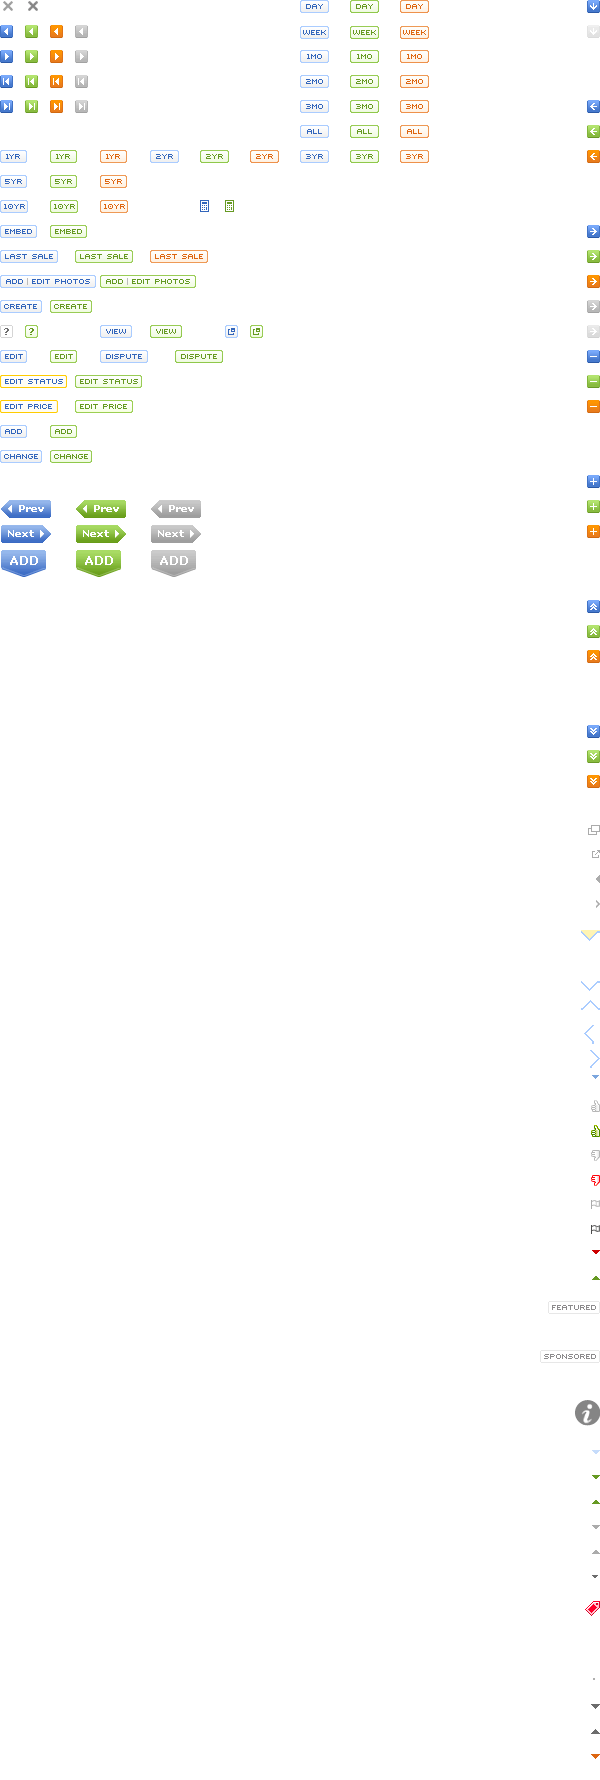 DAY DAY DAY
WEEK WEEK WEEK
1MO 1MO 1MO
2MO 2MO 2MO
3MO 3MO 3MO
ALL ALL ALL
1YR 1YR 1YR 2YR 2YR 2YR 3YR 3YR 3YR
5YR 5YR 5YR
10YR 10YR 10YR
EMBED EMBED
LAST SALE LAST SALE LAST SALE
ADD | EDIT PHOTOS ADD | EDIT PHOTOS
CREATE CREATE
? ? VIEW VIEW
EDIT EDIT DISPUTE DISPUTE
EDIT STATUS EDIT STATUS
EDIT PRICE EDIT PRICE
ADD ADD
CHANGE CHANGE
Prev Prev Prev
Next Next Next
ADD ADD ADD
FEATURED
SPONSORED
i